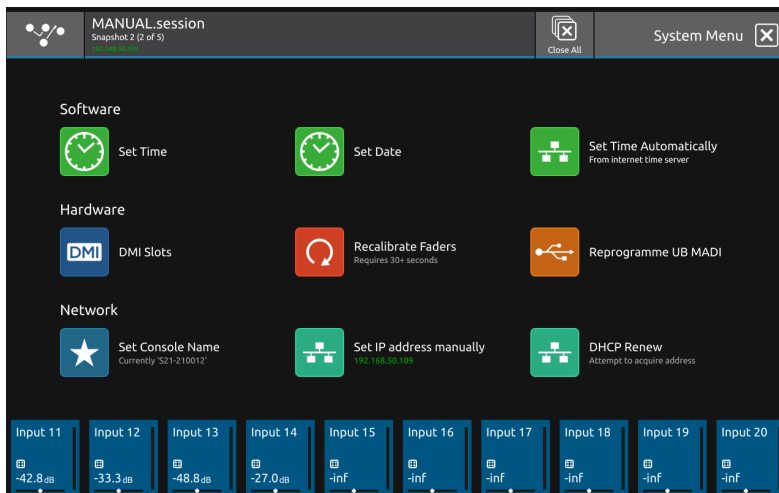 MANUAL.session
Snapshot 2 (2 of 5)
192.168.50.109
Close All
System Menu
Software
Set Time
Set Date
Set Time Automatically
From internet time server
Hardware
DMI
DMI Slots
Recalibrate Faders
Requires 30+ seconds
Reprogramme UB MADI
Network
Set Console Name
Currently 'S21-210012'
Set IP address manually
192.168.50.109
DHCP Renew
Attempt to acquire address
Input 11
Input 12
Input 13
Input 14
Input 15
Input 16
Input 17
Input 18
Input 19
Input 20
-42.8dB
-33.3dB
-48.8dB
-27.0dB
-inf
-inf
-inf
-inf
-inf
-inf